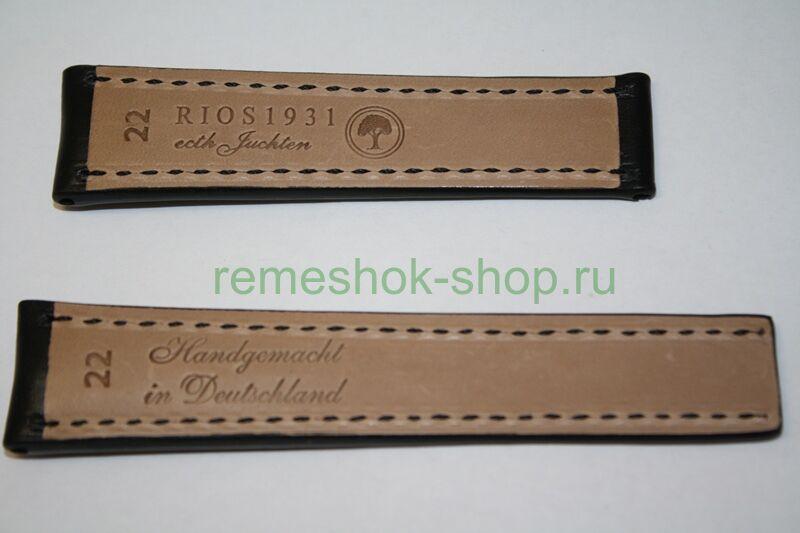 22
RIOS1931
echt Juchten
remeshok-shop.ru
22
Handgemacht
in Deutschland